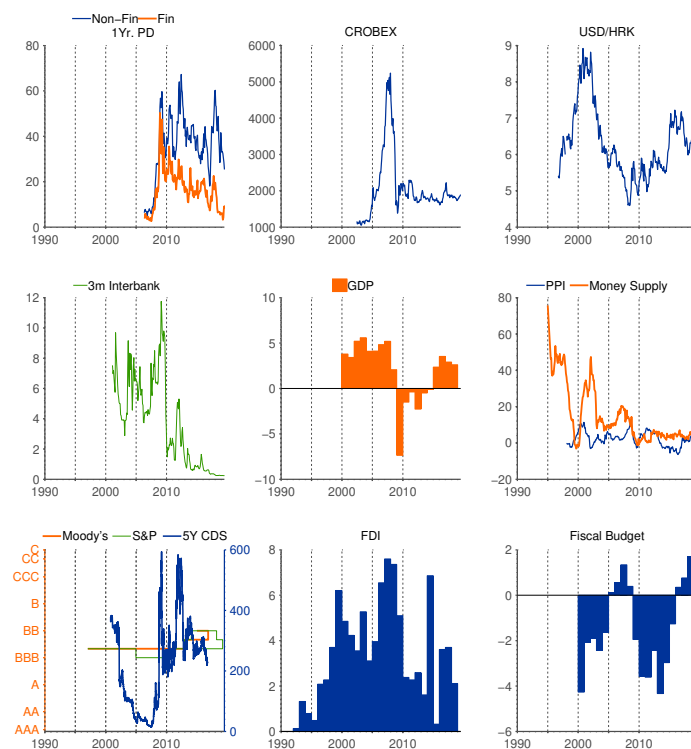 Non−Fin Fin
1Yr. PD
CROBEX
USD/HRK
80
60
40
20
0
1990 2000 2010
6000
5000
4000
3000
2000
1000
1990 2000 2010
9
8
7
6
5
4
1990 2000 2010
3m Interbank
GDP
PPI Money Supply
12
10
8
6
4
2
0
1990 2000 2010
10
5
0
−5
−10
1990 2000 2010
80
60
40
20
0
−20
1990 2000 2010
Moody's S&P 5Y CDS
FDI
Fiscal Budget
C
CC
CCC
B
BB
BBB
A
AA
AAA
600
400
200
0
1990 2000 2010
8
6
4
2
0
1990 2000 2010
2
0
−2
−4
−6
1990 2000 2010